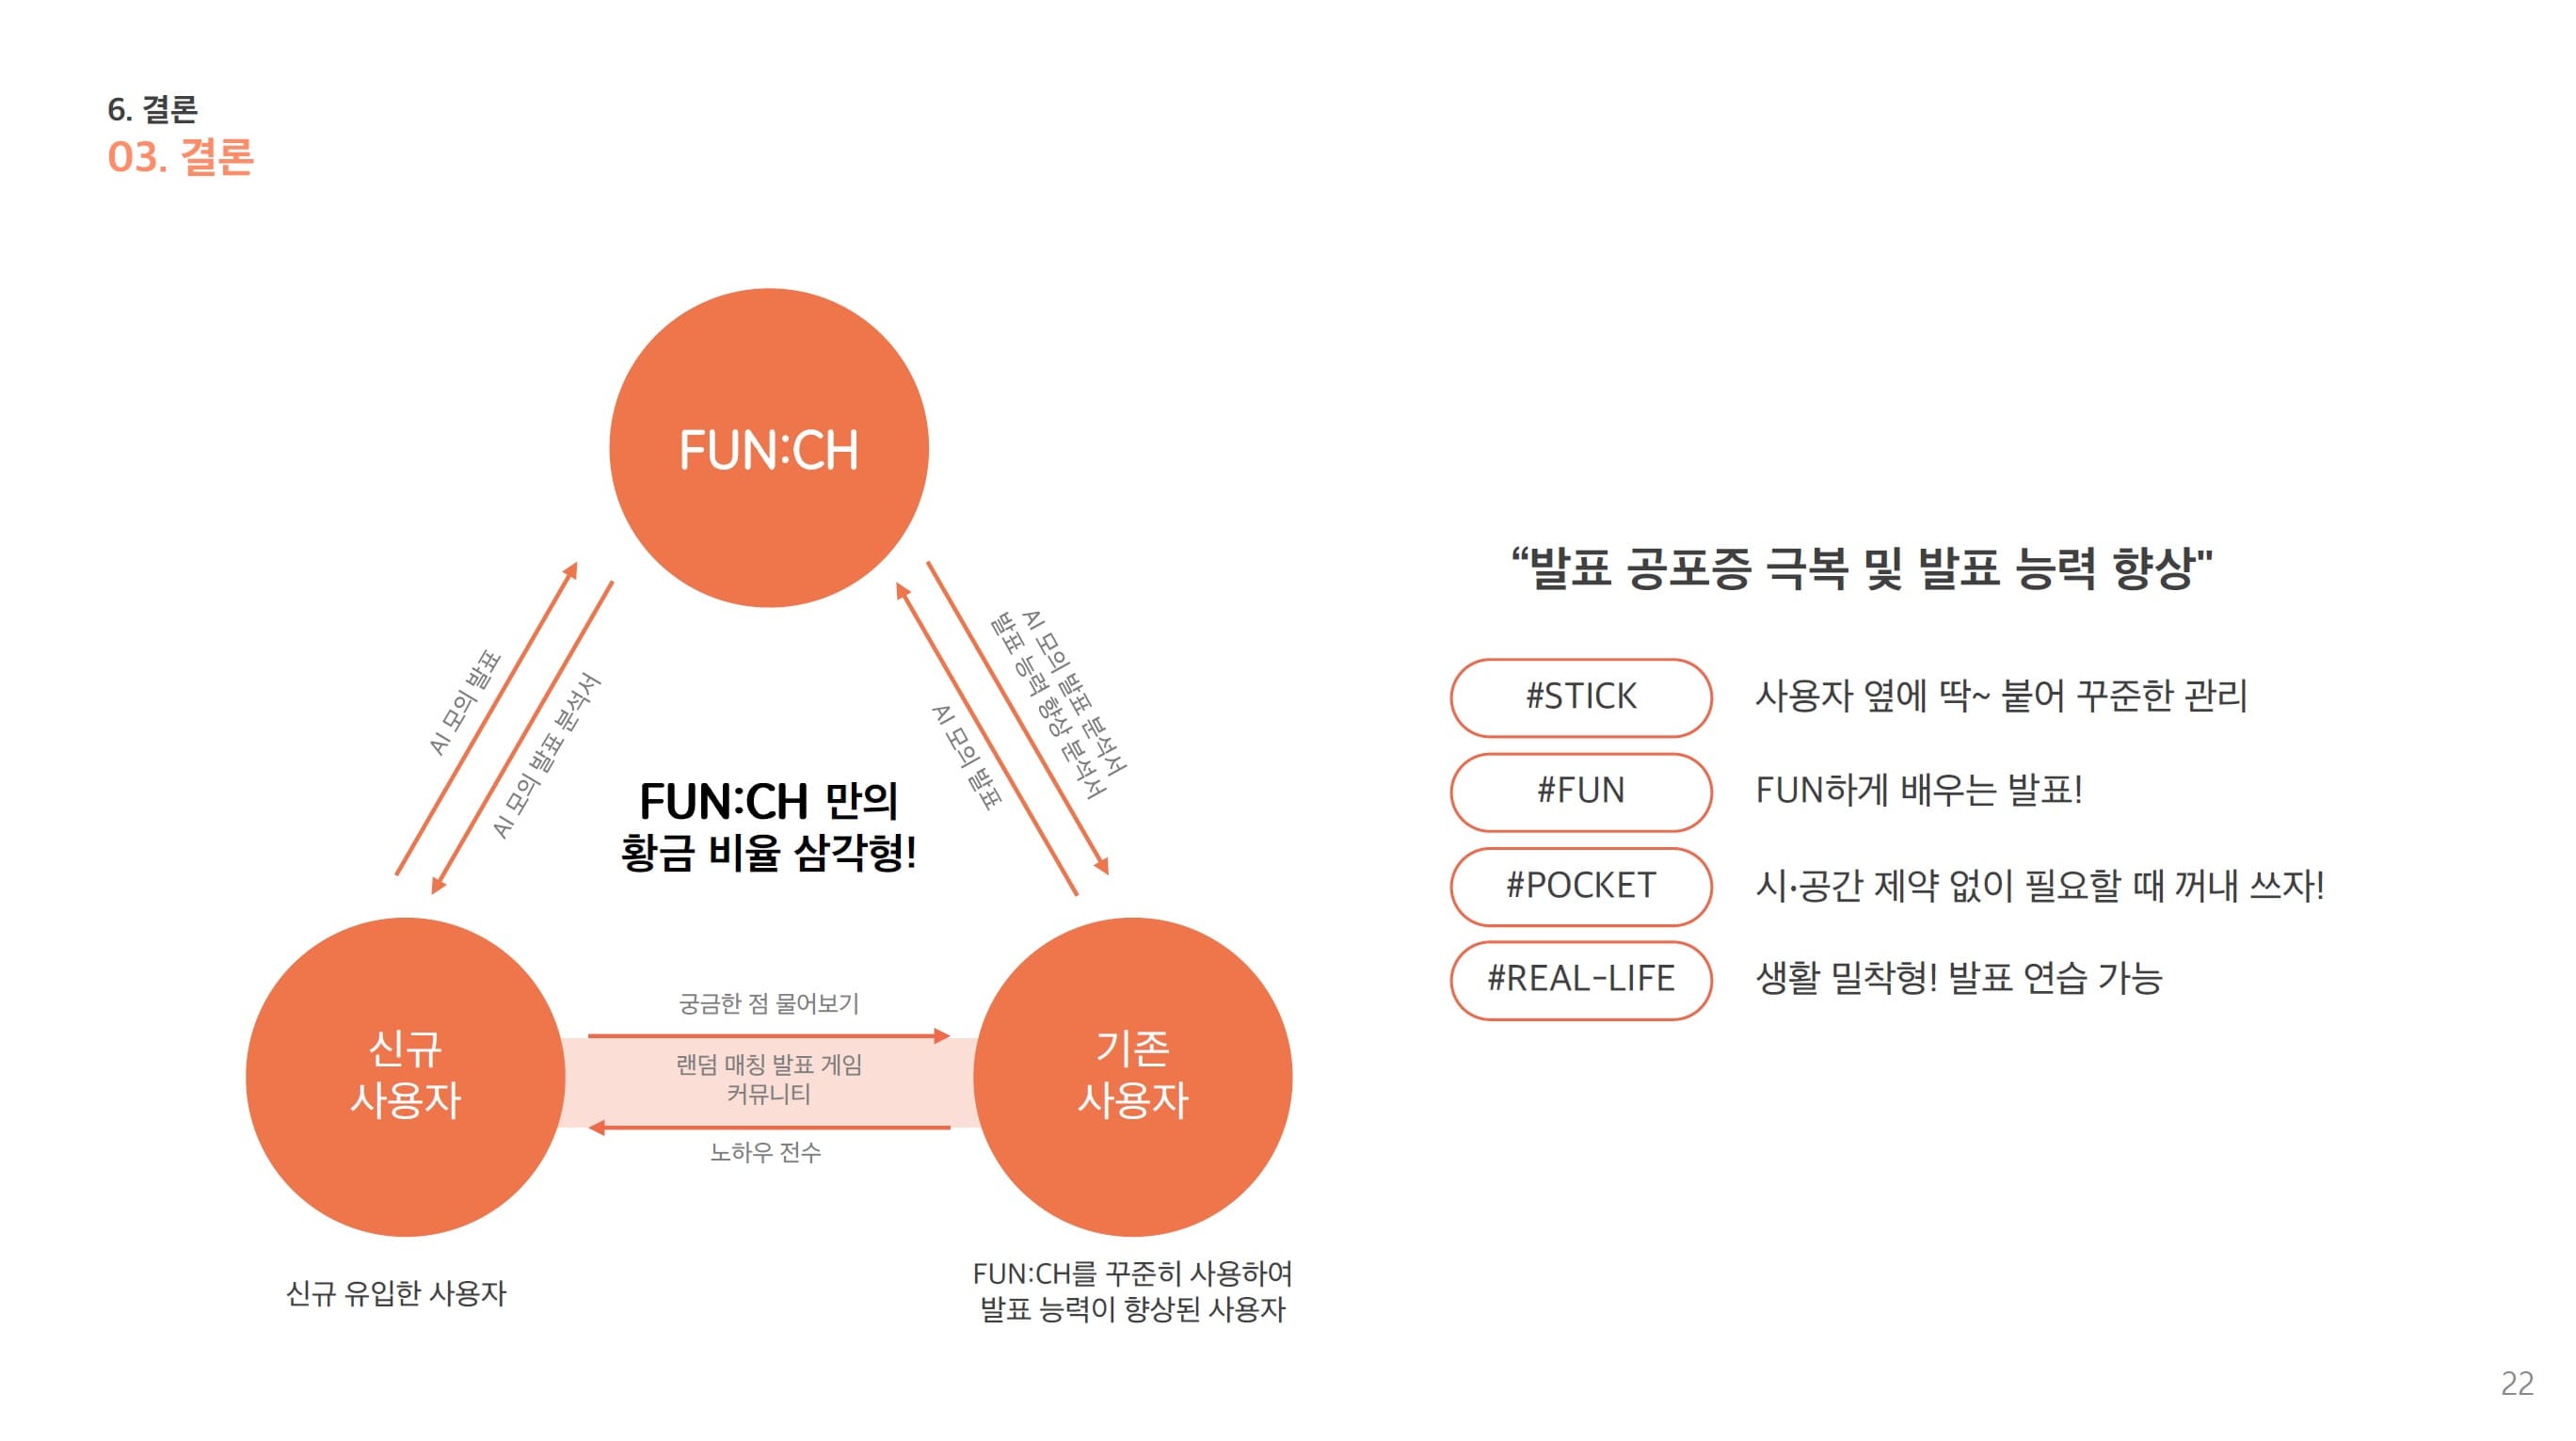 6. 결론
03. 결론
FUN:CH
AI 모의 발표
AI 모의 발표 분석서
AI 모의 발표 분석서
발표 능력 향상 분석서
AI 모의 발표
FUN:CH 만의
황금 비율 삼각형!
신규
사용자
궁금한 점 물어보기
랜덤 매칭 발표 게임
커뮤니티
노하우 전수
기존
사용자
신규 유입한 사용자
FUN:CH를 꾸준히 사용하여
발표 능력이 향상된 사용자
“발표 공포증 극복 및 발표 능력 향상"
#STICK 사용자 옆에 딱~ 붙어 꾸준한 관리
#FUN FUN하게 배우는 발표!
#POCKET 시·공간 제약 없이 필요할 때 꺼내 쓰자!
#REAL-LIFE 생활 밀착형! 발표 연습 가능
22